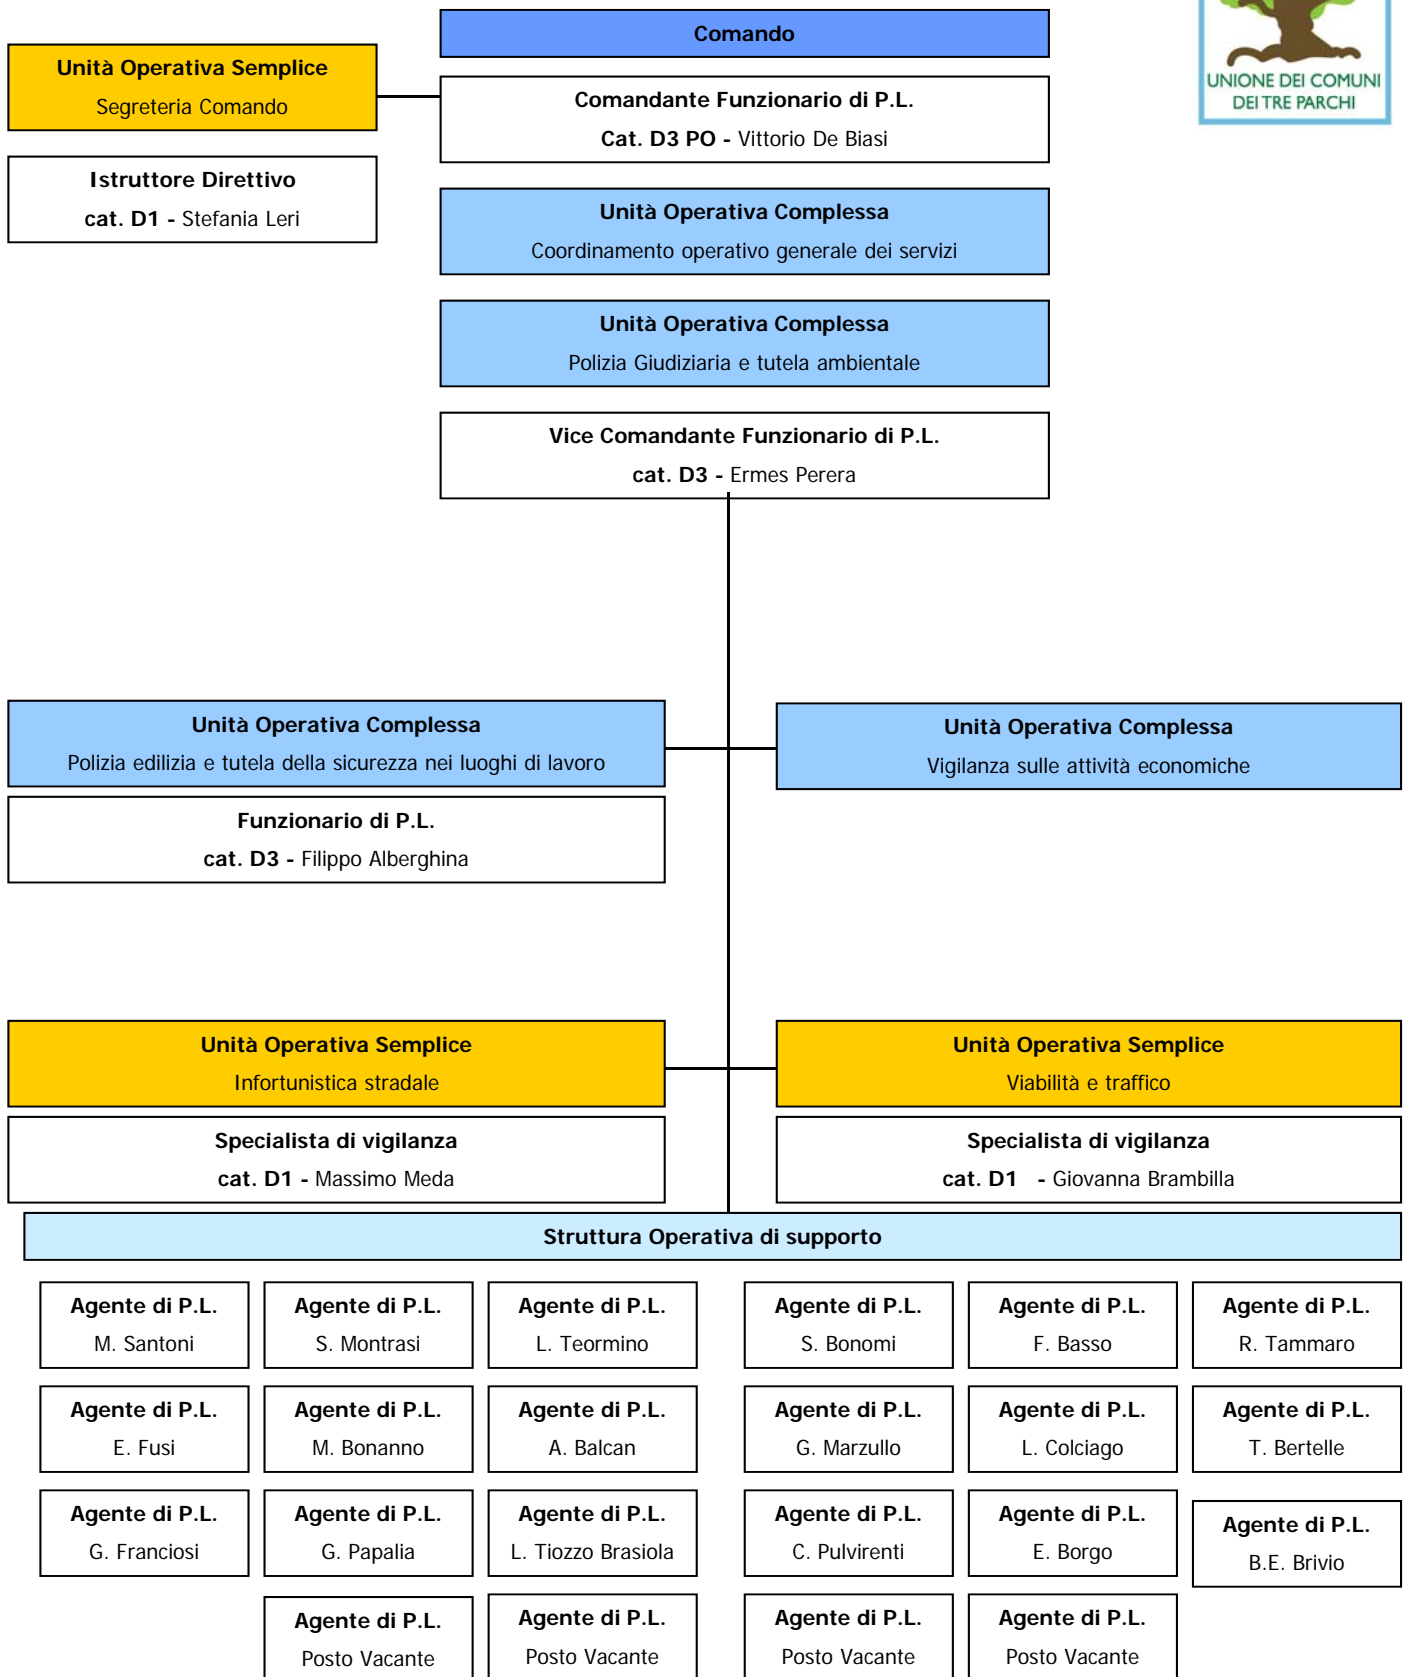 Comando
UNIONE DEI COMUNI
DEI TRE PARCHI
Unità Operativa Semplice
Segreteria Comando
Comandante Funzionario di P.L.
Cat. D3 PO - Vittorio De Biasi
Istruttore Direttivo
cat. D1 - Stefania Leri
Unità Operativa Complessa
Coordinamento operativo generale dei servizi
Unità Operativa Complessa
Polizia Giudiziaria e tutela ambientale
Vice Comandante Funzionario di P.L.
cat. D3 - Ermes Perera
Unità Operativa Complessa
Polizia edilizia e tutela della sicurezza nei luoghi di lavoro
Funzionario di P.L.
cat. D3 - Filippo Alberghina
Unità Operativa Complessa
Vigilanza sulle attività economiche
Unità Operativa Semplice
Infortunistica stradale
Specialista di vigilanza
cat. D1 - Massimo Meda
Unità Operativa Semplice
Viabilità e traffico
Specialista di vigilanza
cat. D1 - Giovanna Brambilla
Struttura Operativa di supporto
Agente di P.L.
M. Santoni
Agente di P.L.
S. Montrasi
Agente di P.L.
L. Teormino
Agente di P.L.
S. Bonomi
Agente di P.L.
F. Basso
Agente di P.L.
R. Tammaro
Agente di P.L.
E. Fusi
Agente di P.L.
M. Bonanno
Agente di P.L.
A. Balcan
Agente di P.L.
G. Marzullo
Agente di P.L.
L. Colciago
Agente di P.L.
T. Bertelle
Agente di P.L.
G. Franciosi
Agente di P.L.
G. Papalia
Agente di P.L.
L. Tiozzo Brasiola
Agente di P.L.
C. Pulvirenti
Agente di P.L.
E. Borgo
Agente di P.L.
B.E. Brivio
Agente di P.L.
Posto Vacante
Agente di P.L.
Posto Vacante
Agente di P.L.
Posto Vacante
Agente di P.L.
Posto Vacante